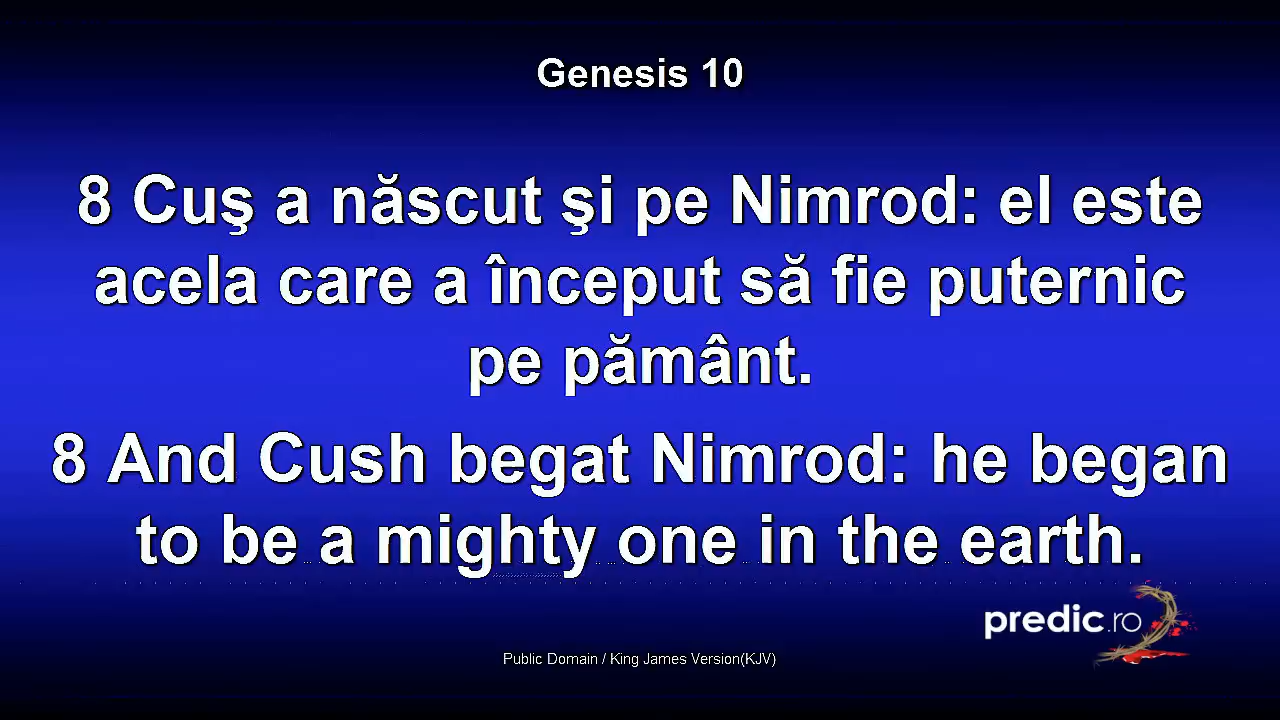 Genesis 10
8 Cuş a născut şi pe Nimrod: el este
acela care a început să fie puternic
pe pământ.
8 And Cush begat Nimrod: he began
to be a mighty one in the earth.
predic.ro
Public Domain / King James Version(KJV)